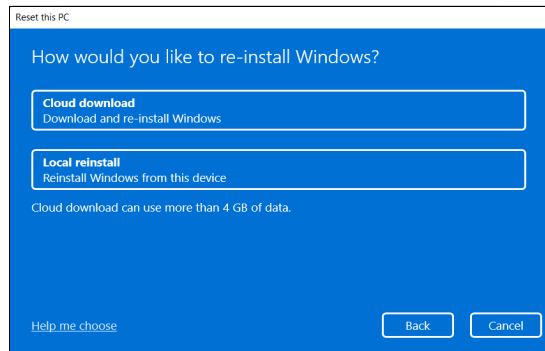 Reset this PC
How would you like to re-install Windows?
Cloud download
Download and re-install Windows
Local reinstall
Reinstall Windows from this device
Cloud download can use more than 4 GB of data.
Help me choose
Back
Cancel